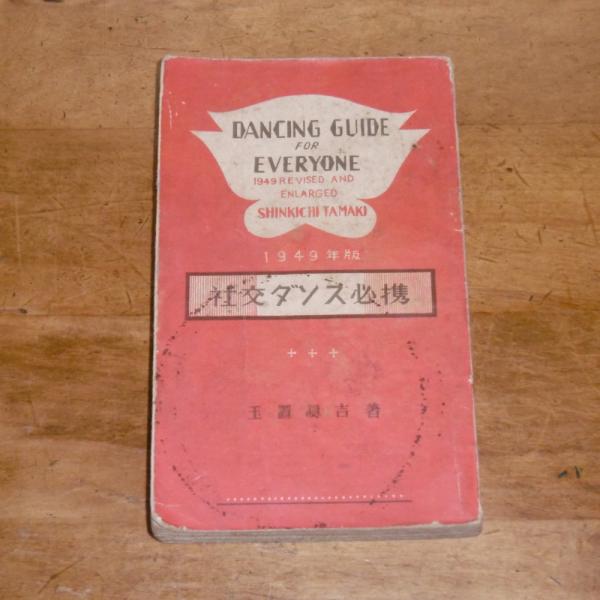 DANCING GUIDE
FOR
EVERYONE
1949 REVISED AND
ENLARGED
SHINKICHI TAMAKI
1949年版
社交ダンス必携
+ + +
玉置眞吉著